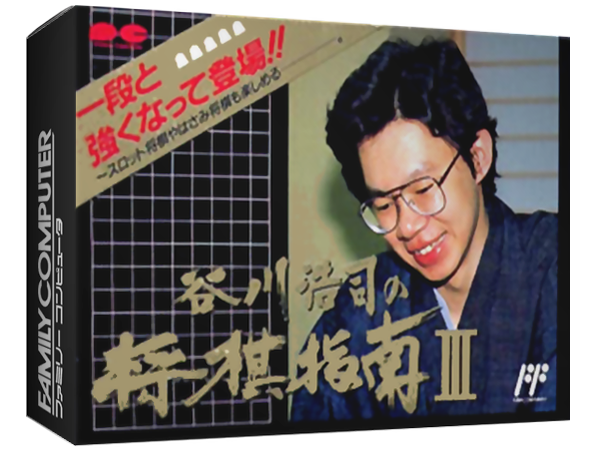 一段と
強くなって登場!!
—スロット将棋やはさみ将棋も楽しめる
谷川浩司の
将棋指南III
FAMILY COMPUTER
ファミリー コンピュータ